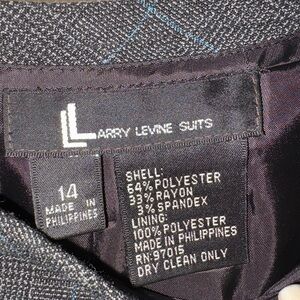 LARRY LEVINE SUITS
14
MADE IN
PHILIPPINES
SHELL:
64% POLYESTER
33% RAYON
3% SPANDEX
LINING:
100% POLYESTER
MADE IN PHILIPPINES
RN:97015
DRY CLEAN ONLY